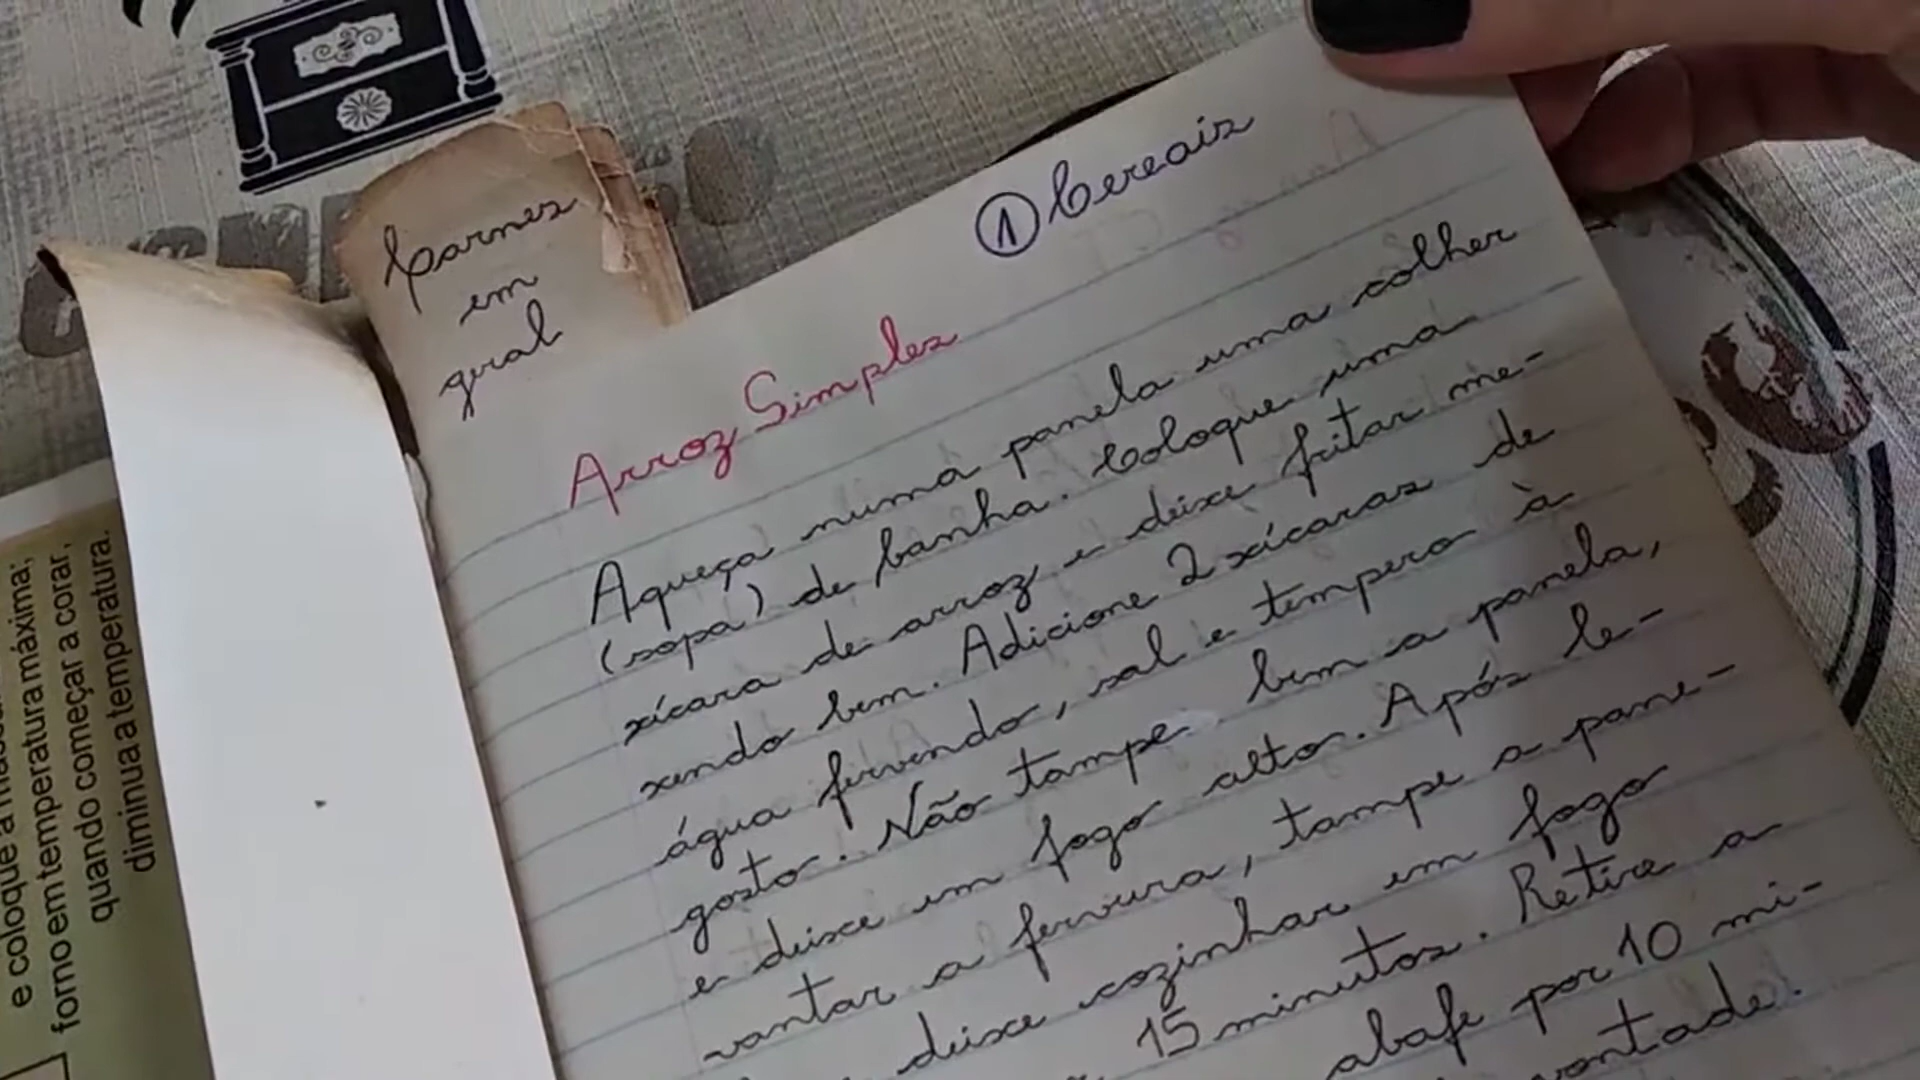 ① Cereais
Carnes
em
geral
Arroz Simples
Aqueça numa panela uma colher
(sopa) de banha. Coloque uma
xícara de arroz e deixe fritar me-
xendo bem. Adicione 2 xícaras de
água fervendo, sal e tempero à
gosto. Não tampe bem a panela,
e deixe em fogo alto. Após le-
vantar a fervura, tampe a pane-
deixe cozinhar em fogo
15 minutos. Retire a
abafe por 10 mi-
vontade.
e coloque a
forno em temperatura máxima;
quando começar a corar,
diminua a temperatura.